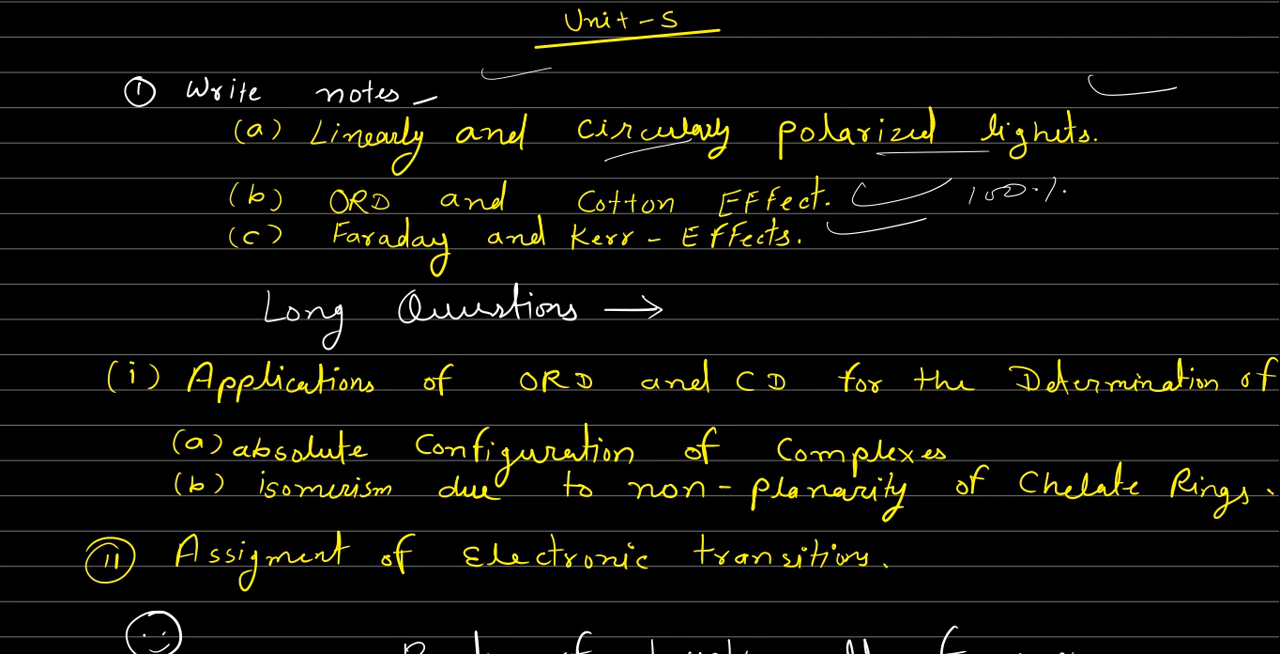 Unit-5
① Write notes -
(a) Linearly and circularly polarized lights.
(b) ORD and Cotton Effect. 100%.
(c) Faraday and Kerr-Effects.
Long Questions →
(i) Applications of ORD and CD for the Determination of
(a) absolute Configuration of Complexes
(b) isomerism due to non-planarity of Chelate Rings.
(ii) Assigment of Electronic transitions.